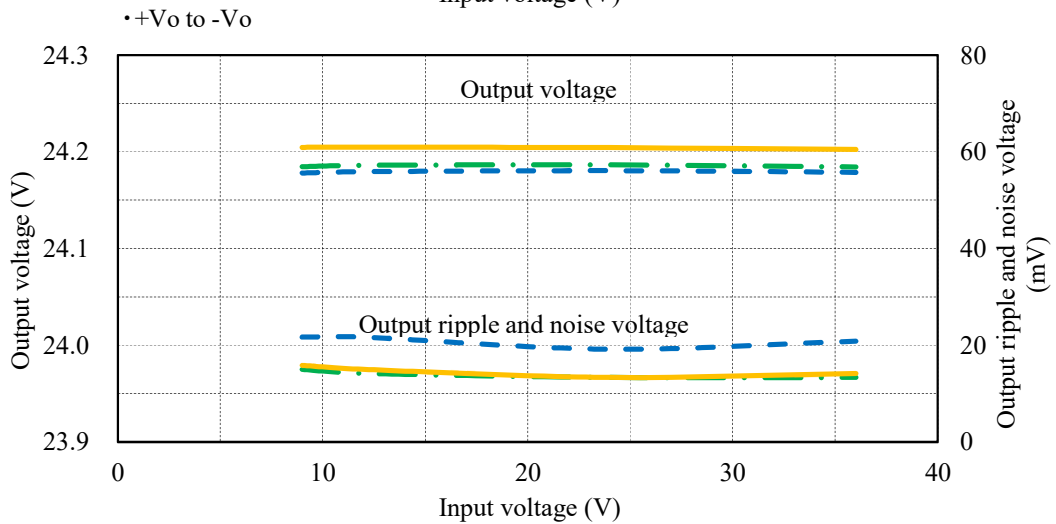 Input voltage (V)
・+Vo to -Vo
24.3
24.2
24.1
24.0
23.9
Output voltage (V)
Output voltage
Output ripple and noise voltage
80
60
40
20
0
Output ripple and noise voltage
(mV)
0 10 20 30 40
Input voltage (V)